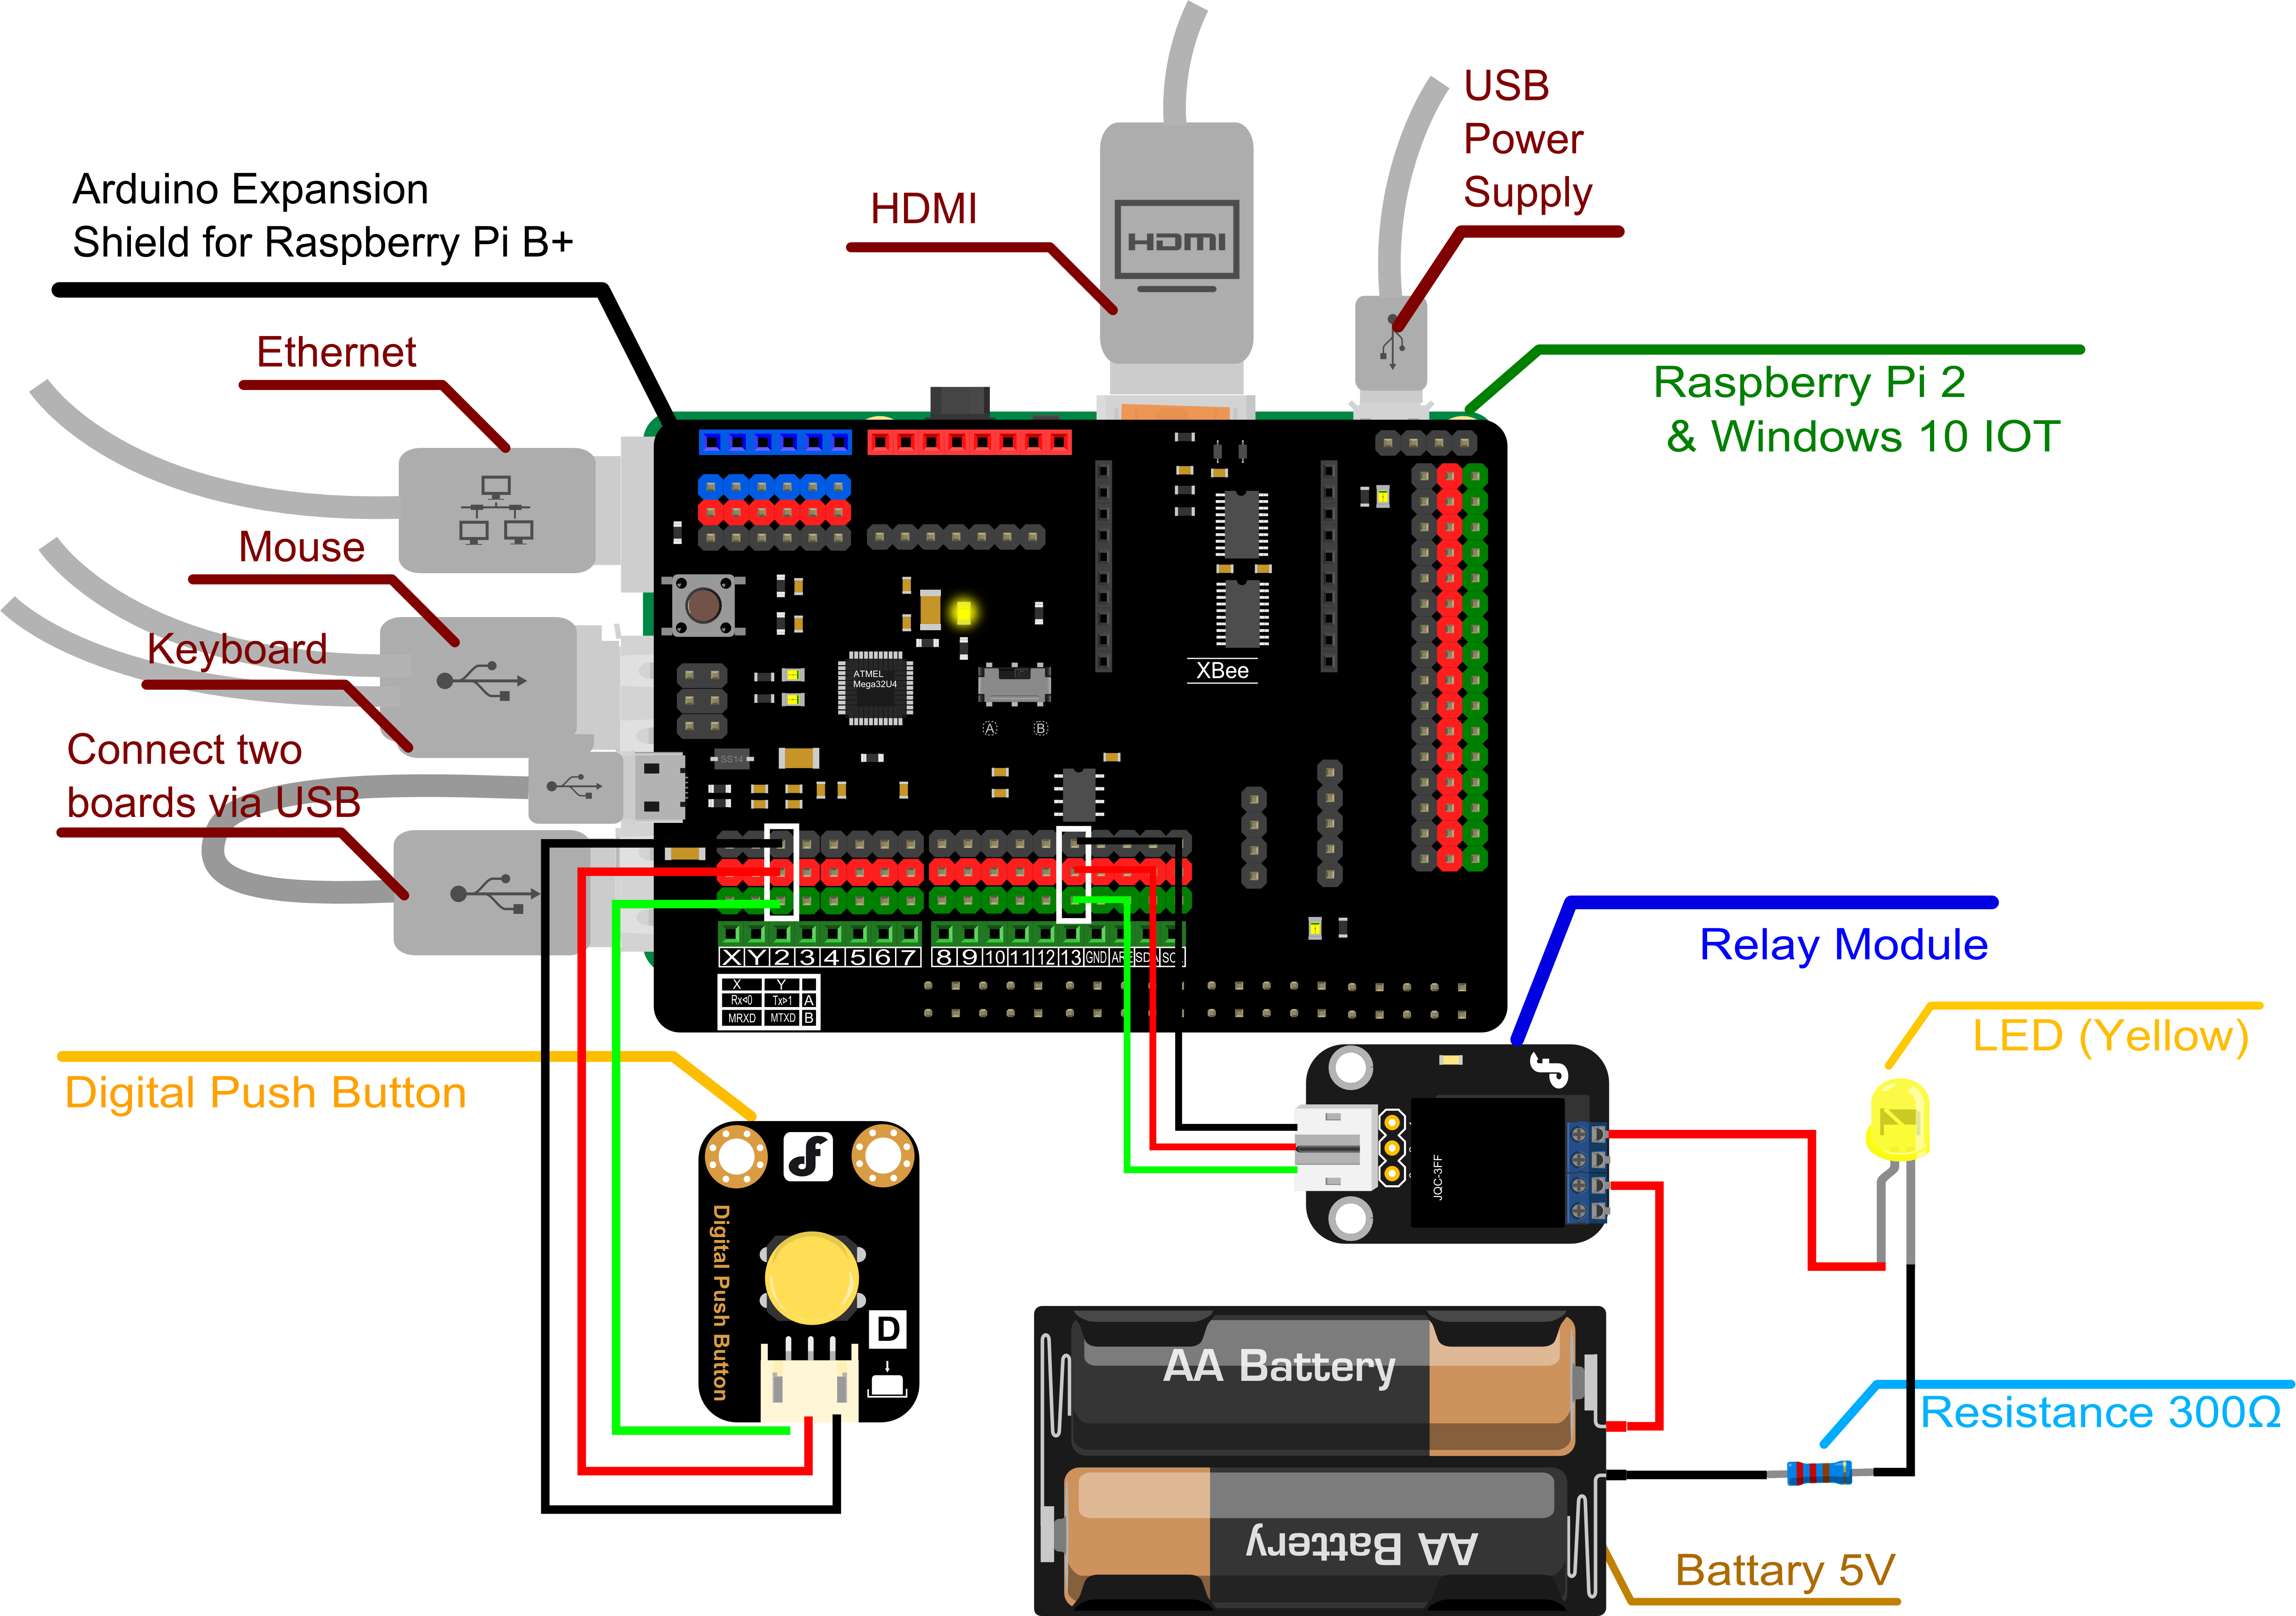 USB
Power
Supply
HDMI
HDMI
Arduino Expansion
Shield for Raspberry Pi B+
Ethernet
Raspberry Pi 2
& Windows 10 IOT
Mouse
Keyboard
Connect two
boards via USB
ATMEL
Mega32U4
XBee
A B
SS14
X Y 2 3 4 5 6 7 8 9 10 11 12 13 GND
X Y
Rx◁0 Tx▷1 A
MRXD MTXD B
Relay Module
LED (Yellow)
Digital Push Button
JQC-3FF
Digital Push Button
D
AA Battery
AA Battery
Resistance 300Ω
Battary 5V